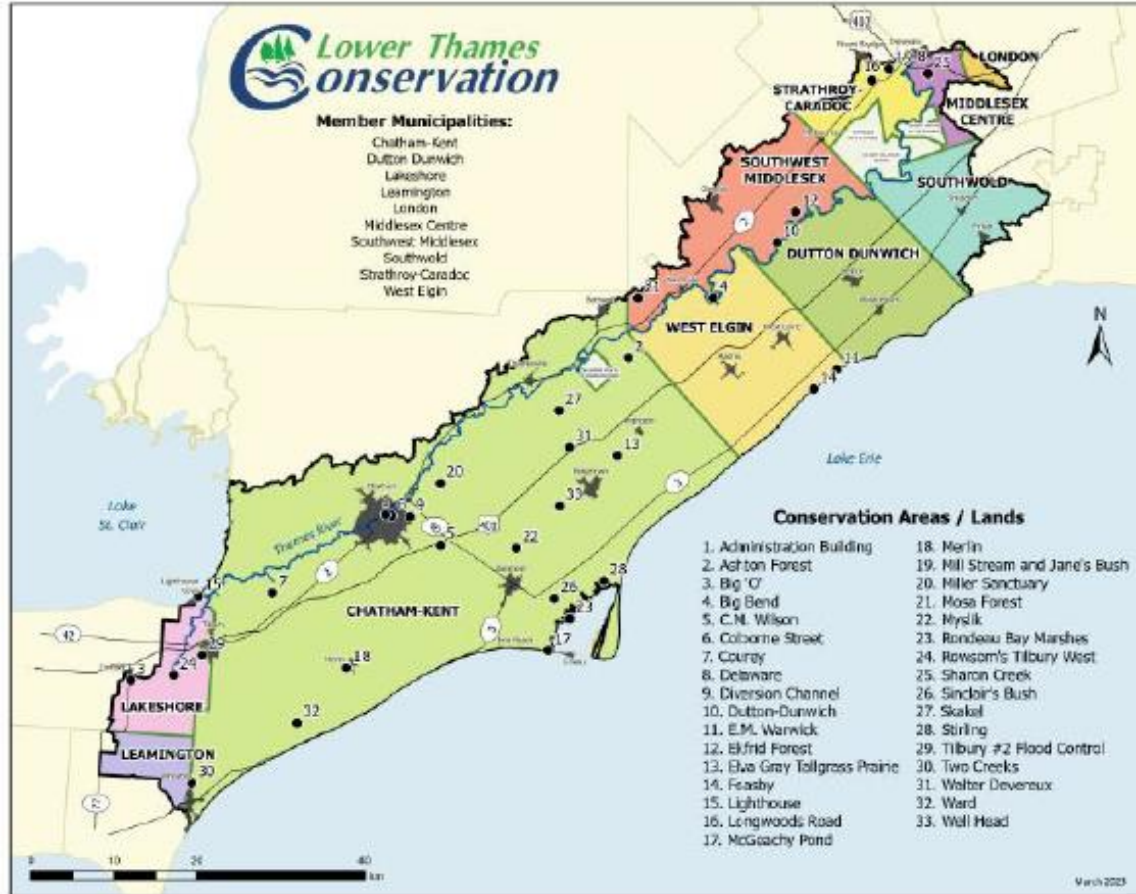 Lower Thames
Conservation
Member Municipalities:
Chatham-Kent
Dutton Dunwich
Lakeshore
Leamington
London
Middlesex Centre
Southwest Middlesex
Southwold
Strathroy-Caradoc
West Elgin
LONDON
STRATHROY-
CARADOC
MIDDLESEX
CENTRE
SOUTHWEST
MIDDLESEX
SOUTHWOLD
DUTTON DUNWICH
WEST ELGIN
N
Lake Erie
Lake
St. Clair
Thames River
CHATHAM-KENT
LAKESHORE
LEAMINGTON
Conservation Areas / Lands
1. Administration Building
2. Ashton Forest
3. Big 'O'
4. Big Bend
5. C.M. Wilson
6. Colborne Street
7. Couray
8. Delaware
9. Diversion Channel
10. Dutton-Dunwich
11. E.M. Warwick
12. Ekfrid Forest
13. Elva Gray Tallgrass Prairie
14. Feasby
15. Lighthouse
16. Longwoods Road
17. McGeachy Pond
18. Merlin
19. Mill Stream and Jane's Bush
20. Miller Sanctuary
21. Mosa Forest
22. Myslik
23. Rondeau Bay Marshes
24. Rowsom's Tilbury West
25. Sharon Creek
26. Sinclair's Bush
27. Skakel
28. Stirling
29. Tilbury #2 Flood Control
30. Two Creeks
31. Walter Devereux
32. Ward
33. Well Head
0 10 20 40
km
March 2023